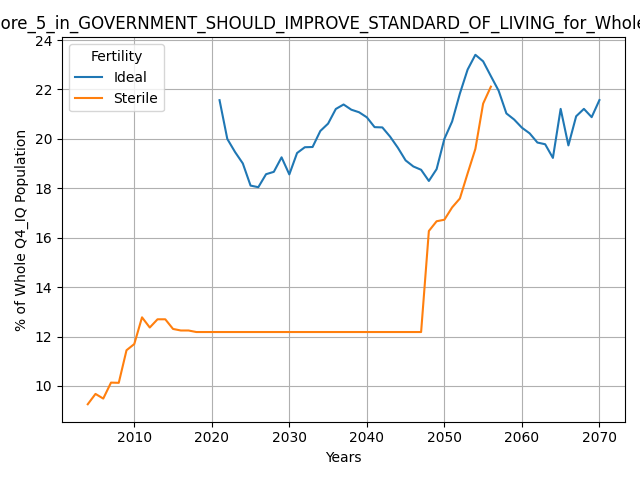 ore_5_in_GOVERNMENT_SHOULD_IMPROVE_STANDARD_OF_LIVING_for_Whole
24
22
20
18
16
14
12
10
% of Whole Q4_IQ Population
Fertility
Ideal
Sterile
2010 2020 2030 2040 2050 2060 2070
Years